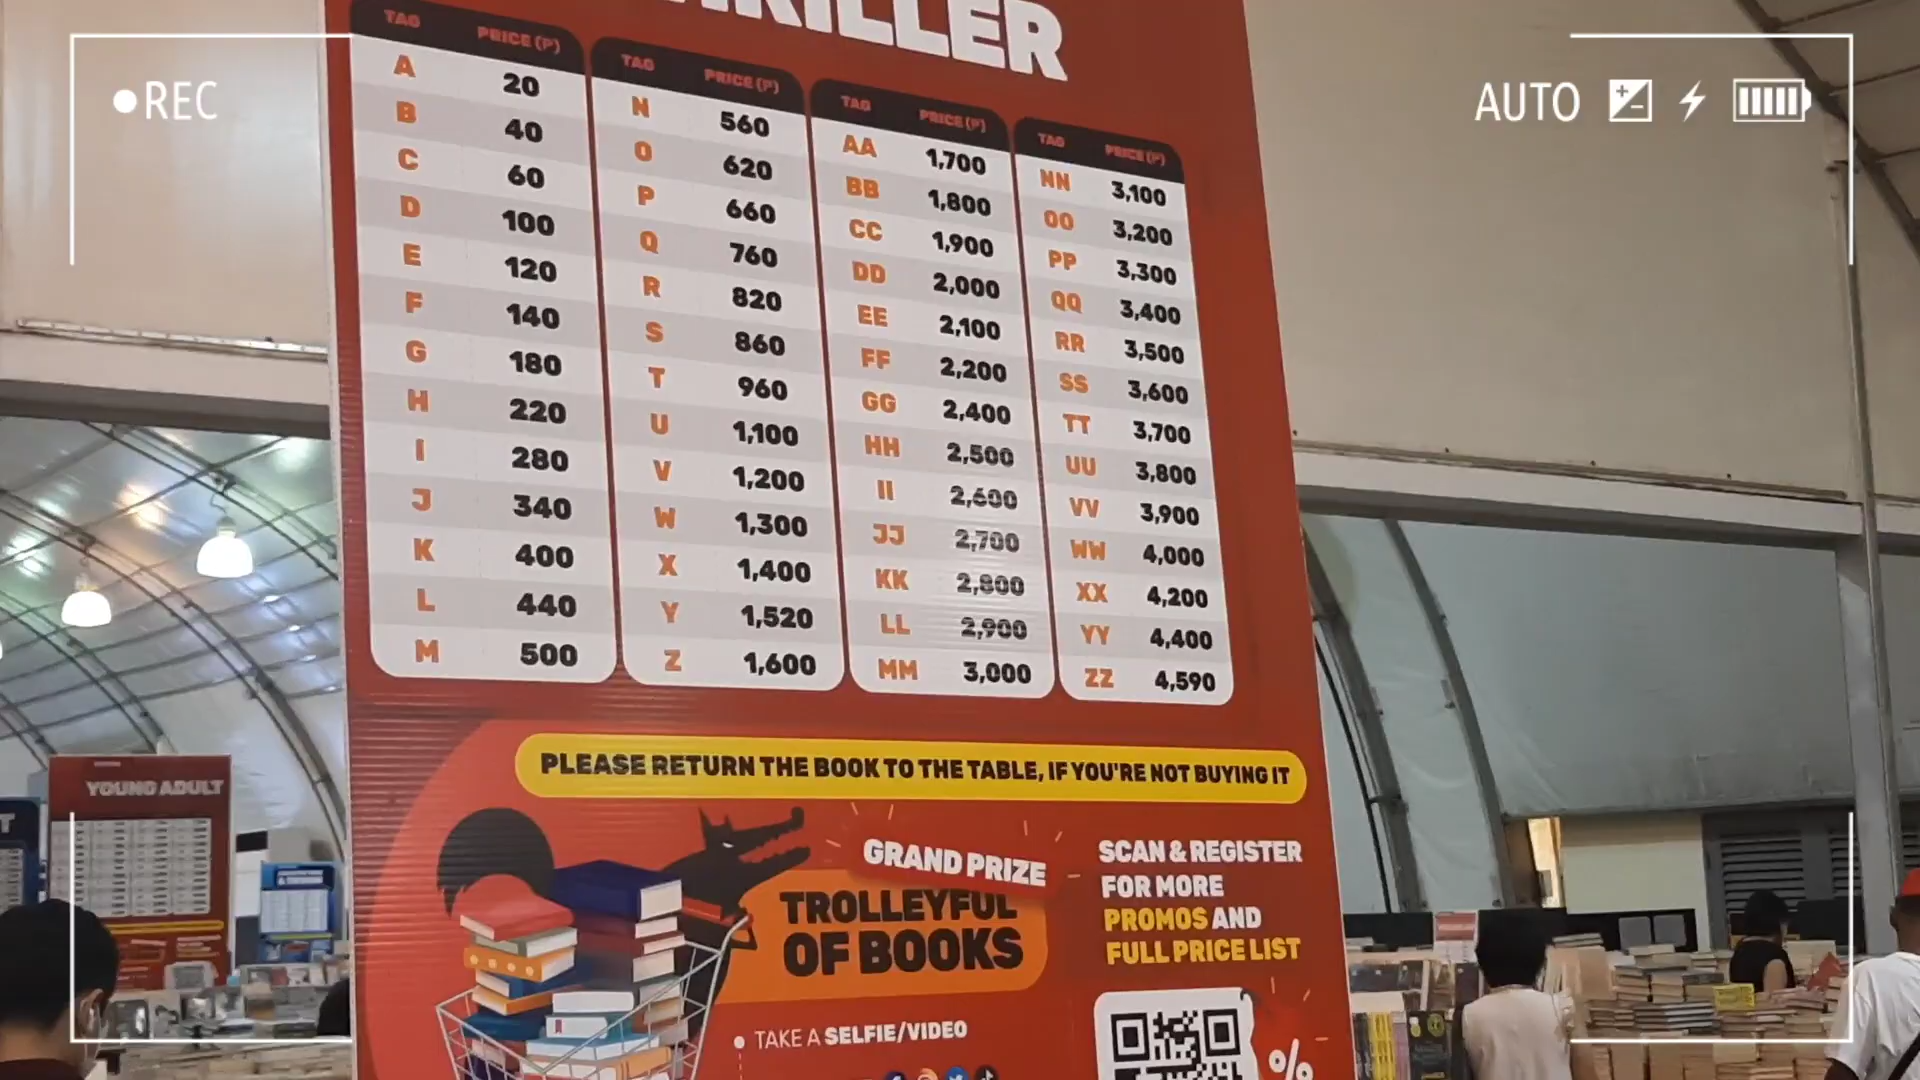 REC
AUTO
TAG PRICE (₱)
A 20
B 40
C 60
D 100
E 120
F 140
G 180
H 220
I 280
J 340
K 400
L 440
M 500
TAG PRICE (₱)
N 560
O 620
P 660
Q 760
R 820
S 860
T 960
U 1,100
V 1,200
W 1,300
X 1,400
Y 1,520
Z 1,600
TAG PRICE (₱)
AA 1,700
BB 1,800
CC 1,900
DD 2,000
EE 2,100
FF 2,200
GG 2,400
HH 2,500
II 2,600
JJ 2,700
KK 2,800
LL 2,900
MM 3,000
TAG PRICE (₱)
NN 3,100
OO 3,200
PP 3,300
QQ 3,400
RR 3,500
SS 3,600
TT 3,700
UU 3,800
VV 3,900
WW 4,000
XX 4,200
YY 4,400
ZZ 4,590
PLEASE RETURN THE BOOK TO THE TABLE, IF YOU'RE NOT BUYING IT
GRAND PRIZE
TROLLEYFUL
OF BOOKS
• TAKE A SELFIE/VIDEO
SCAN & REGISTER
FOR MORE
PROMOS AND
FULL PRICE LIST
%
YOUNG ADULT